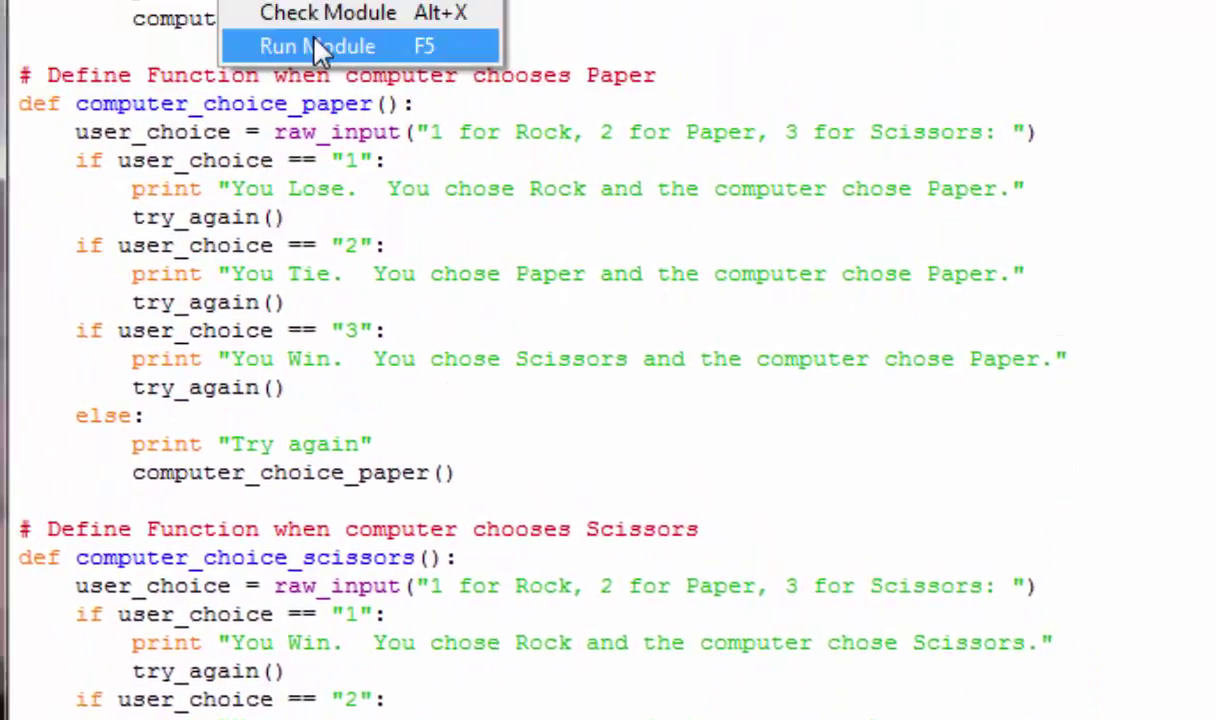 Check Module Alt+X
comput
Run Module F5
# Define Function when computer chooses Paper
def computer_choice_paper():
    user_choice = raw_input("1 for Rock, 2 for Paper, 3 for Scissors: ")
    if user_choice == "1":
        print "You Lose.  You chose Rock and the computer chose Paper."
        try_again()
    if user_choice == "2":
        print "You Tie.  You chose Paper and the computer chose Paper."
        try_again()
    if user_choice == "3":
        print "You Win.  You chose Scissors and the computer chose Paper."
        try_again()
    else:
        print "Try again"
        computer_choice_paper()
# Define Function when computer chooses Scissors
def computer_choice_scissors():
    user_choice = raw_input("1 for Rock, 2 for Paper, 3 for Scissors: ")
    if user_choice == "1":
        print "You Win.  You chose Rock and the computer chose Scissors."
        try_again()
    if user_choice == "2":